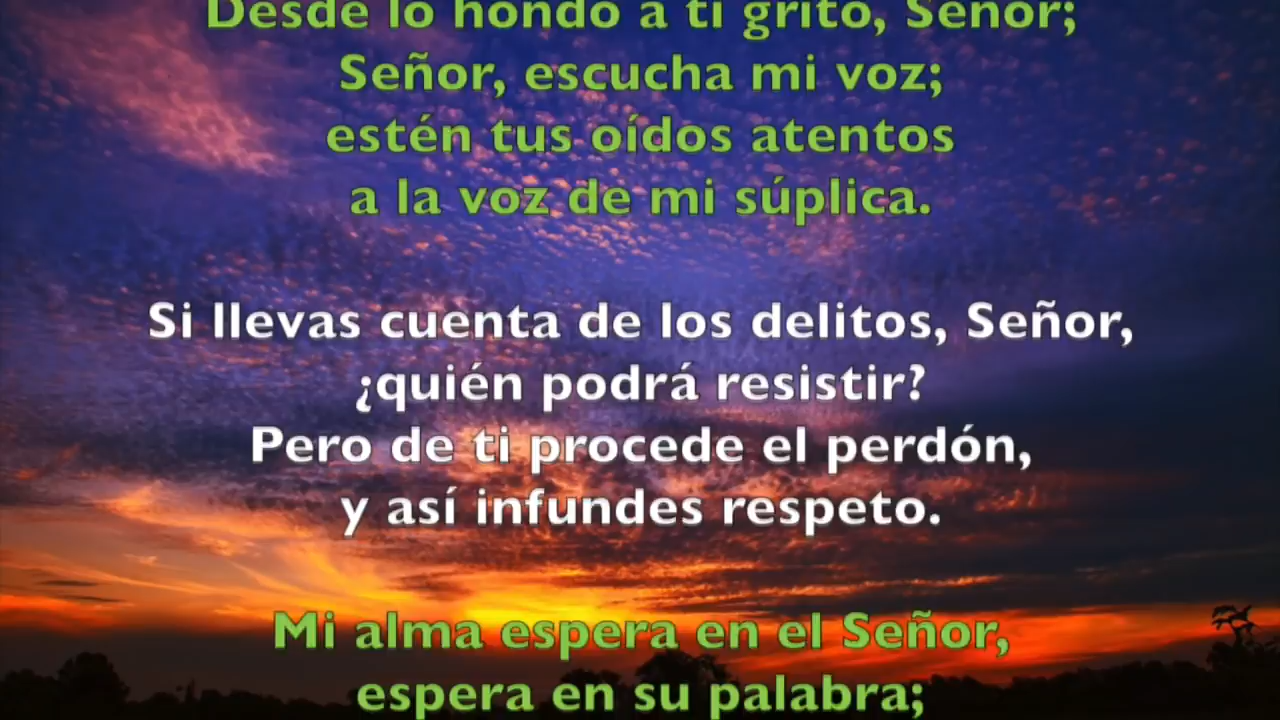 Desde lo hondo a ti grito, Señor;
Señor, escucha mi voz;
estén tus oídos atentos
a la voz de mi súplica.
Si llevas cuenta de los delitos, Señor,
¿quién podrá resistir?
Pero de ti procede el perdón,
y así infundes respeto.
Mi alma espera en el Señor,
espera en su palabra;